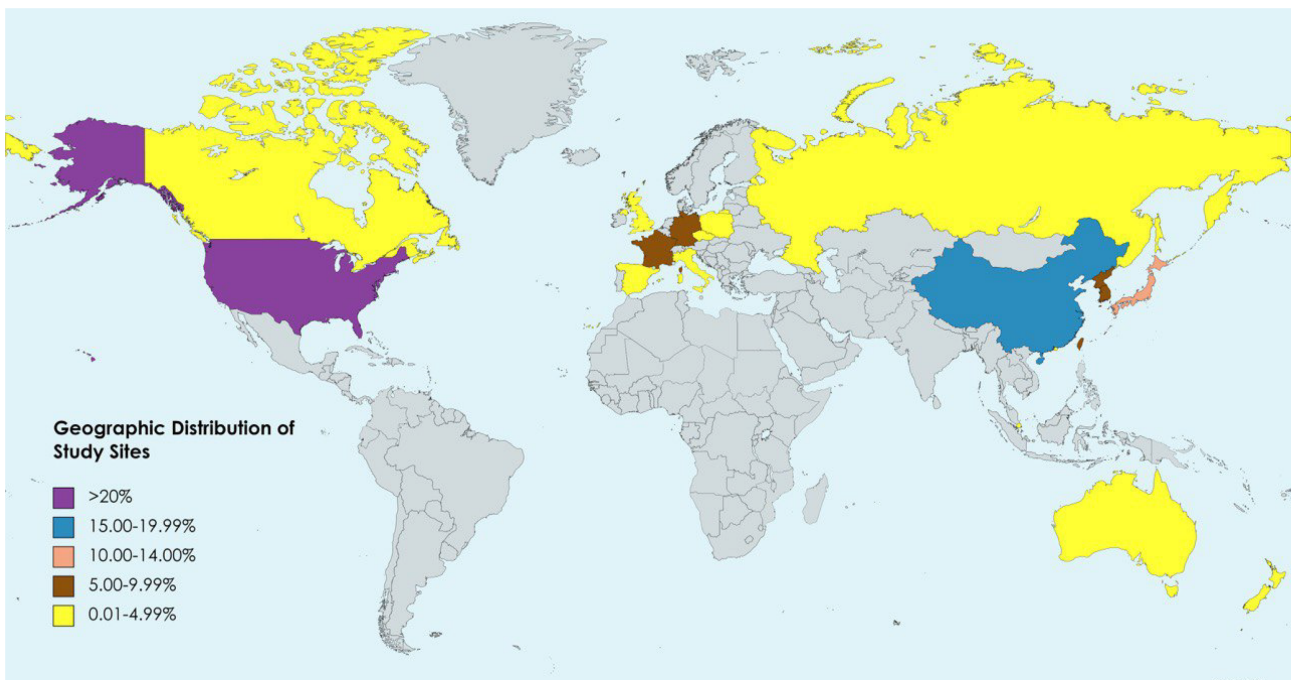 Geographic Distribution of
Study Sites
>20%
15.00-19.99%
10.00-14.00%
5.00-9.99%
0.01-4.99%